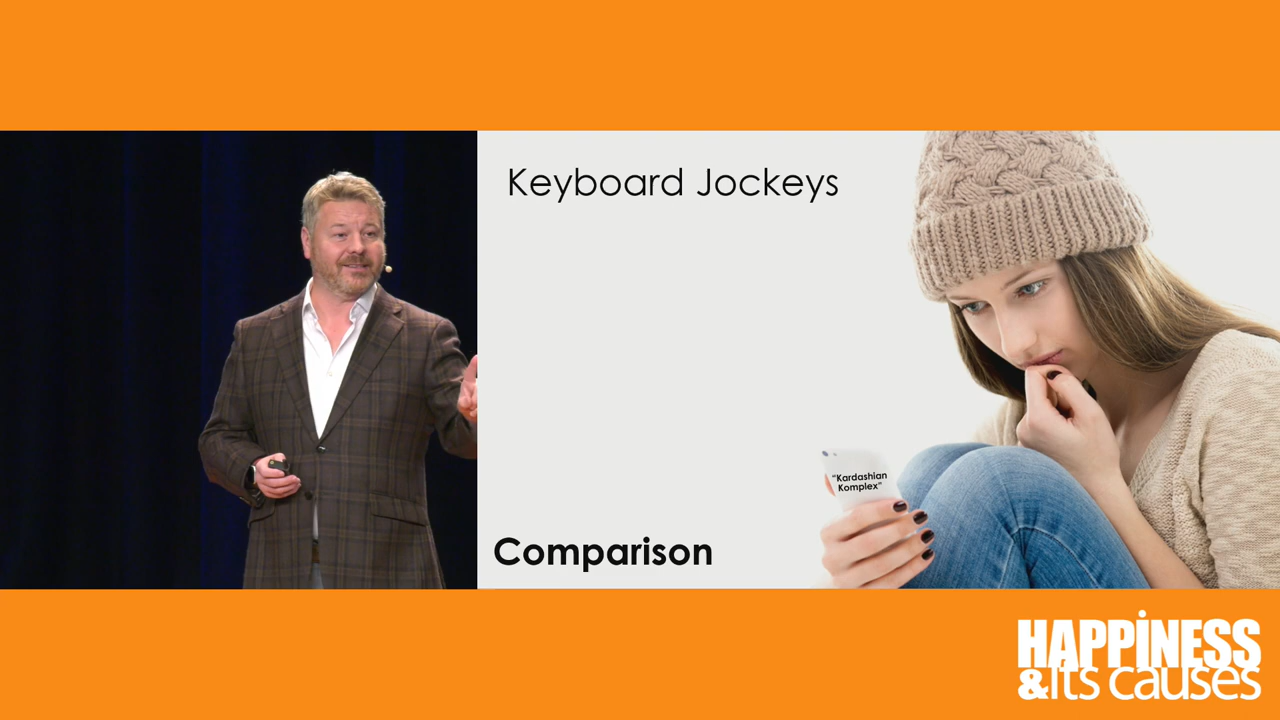 Keyboard Jockeys
"Kardashian
Komplex"
Comparison
HAPPiNESS
&its causes